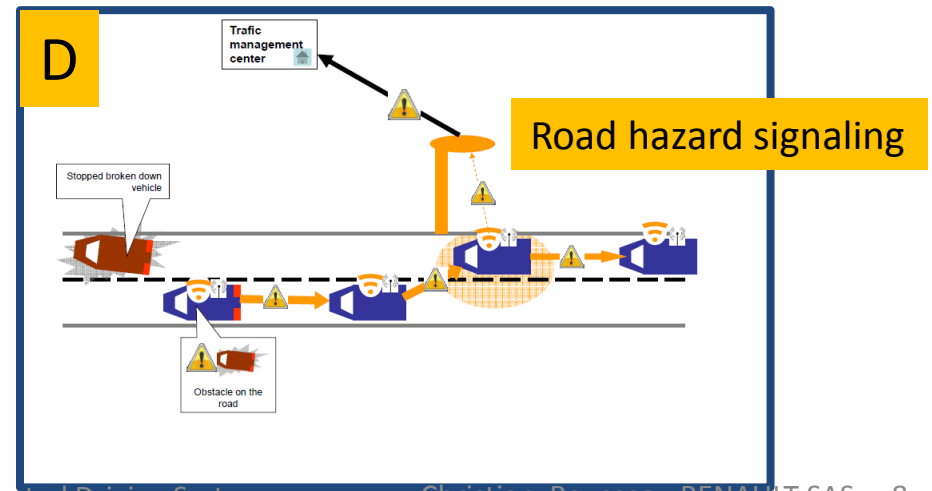 D
Trafic
management
center
Road hazard signaling
Stopped broken down
vehicle
Obstacle on the
road
RENAULT SAS